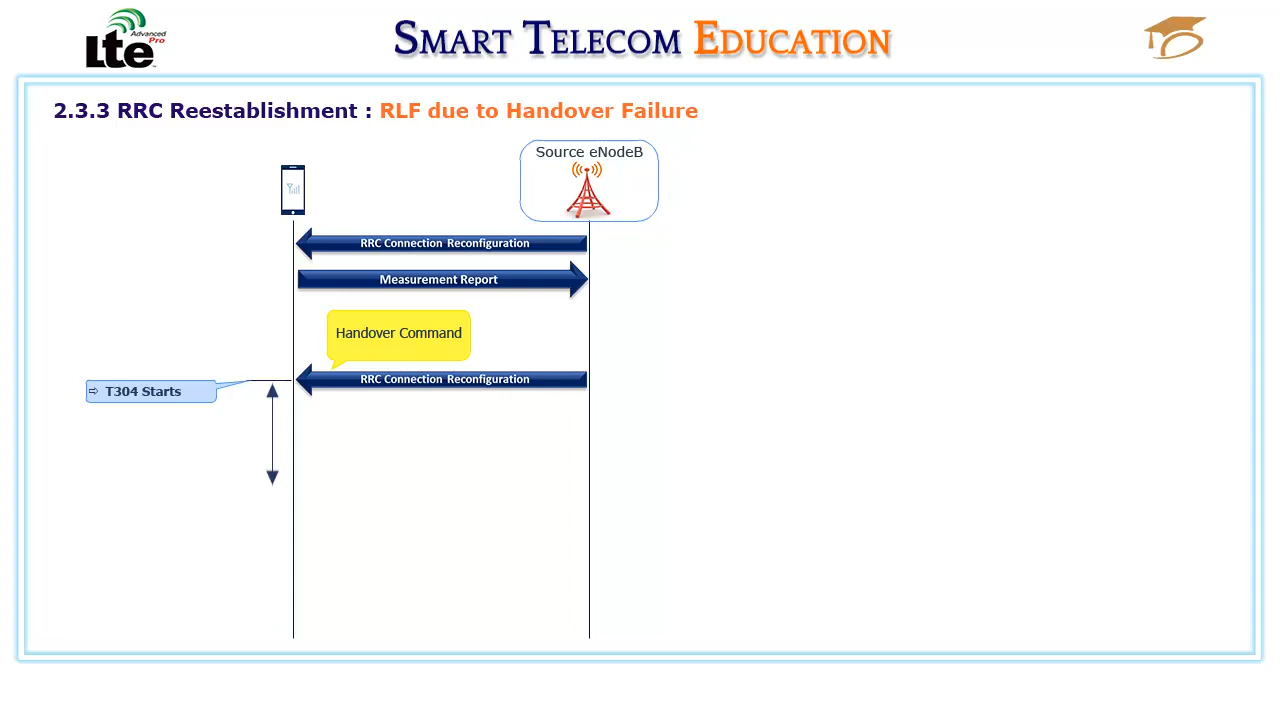 LTE Advanced Pro
SMART TELECOM EDUCATION
2.3.3 RRC Reestablishment : RLF due to Handover Failure
Source eNodeB
RRC Connection Reconfiguration
Measurement Report
Handover Command
RRC Connection Reconfiguration
⇨ T304 Starts